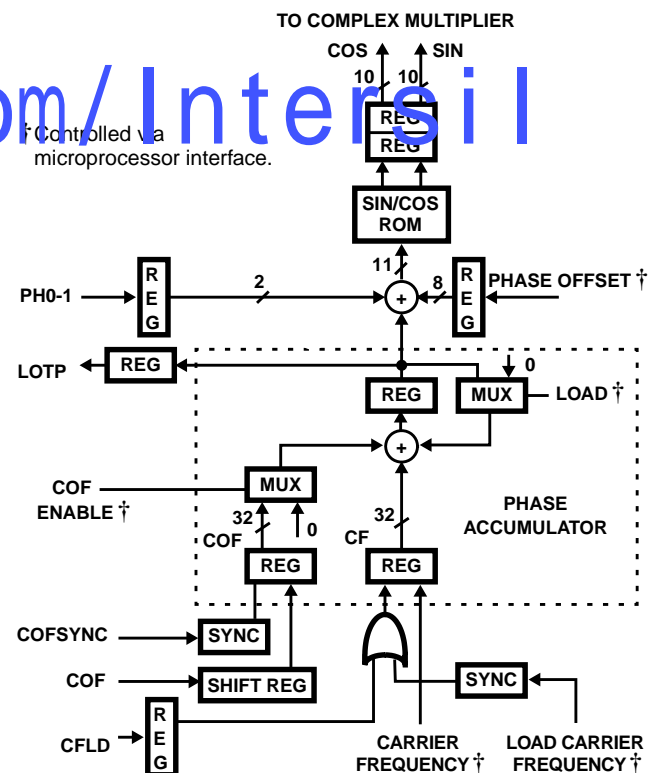 TO COMPLEX MULTIPLIER
COS SIN
10 10
om/Intersil
REG
REG
† Controlled via
microprocessor interface.
SIN/COS
ROM
11
PH0-1
REG
2
+
8
REG
PHASE OFFSET †
LOTP
REG
REG
MUX
0
LOAD †
+
COF
ENABLE †
MUX
32
COF
0
32
CF
PHASE
ACCUMULATOR
REG
REG
COFSYNC
SYNC
COF
SHIFT REG
SYNC
CFLD
REG
CARRIER
FREQUENCY †
LOAD CARRIER
FREQUENCY †